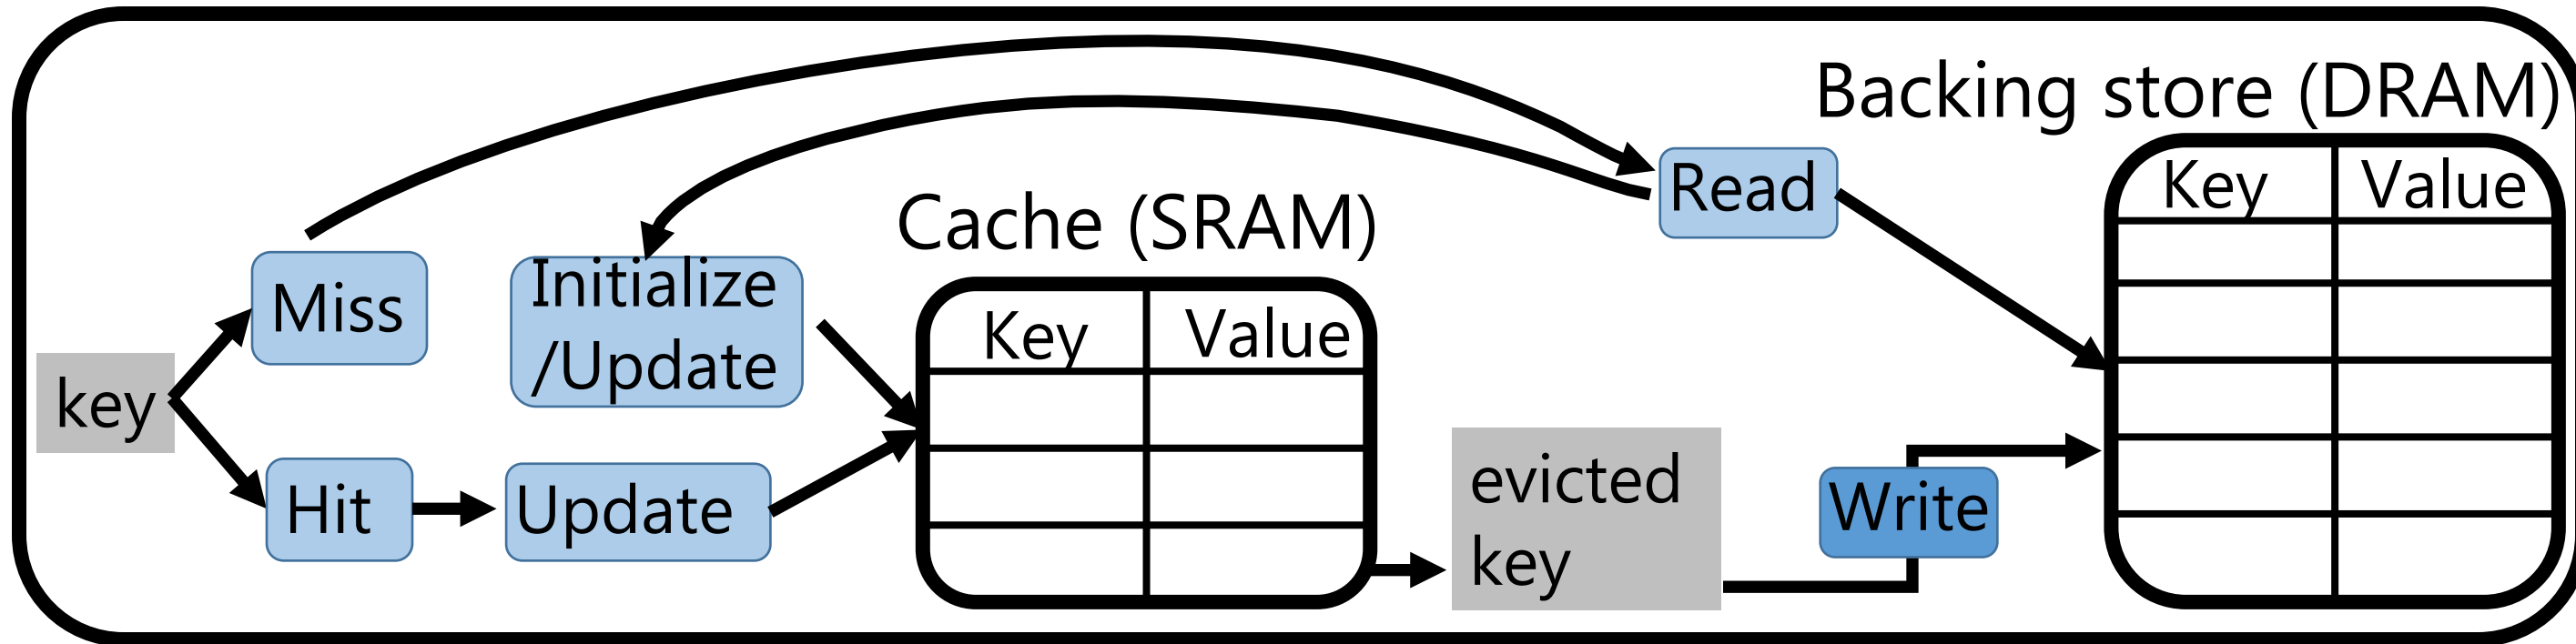 Backing store (DRAM)
Read
Key Value
Cache (SRAM)
Miss
Initialize
/Update
Key Value
key
Hit
Update
evicted
key
Write